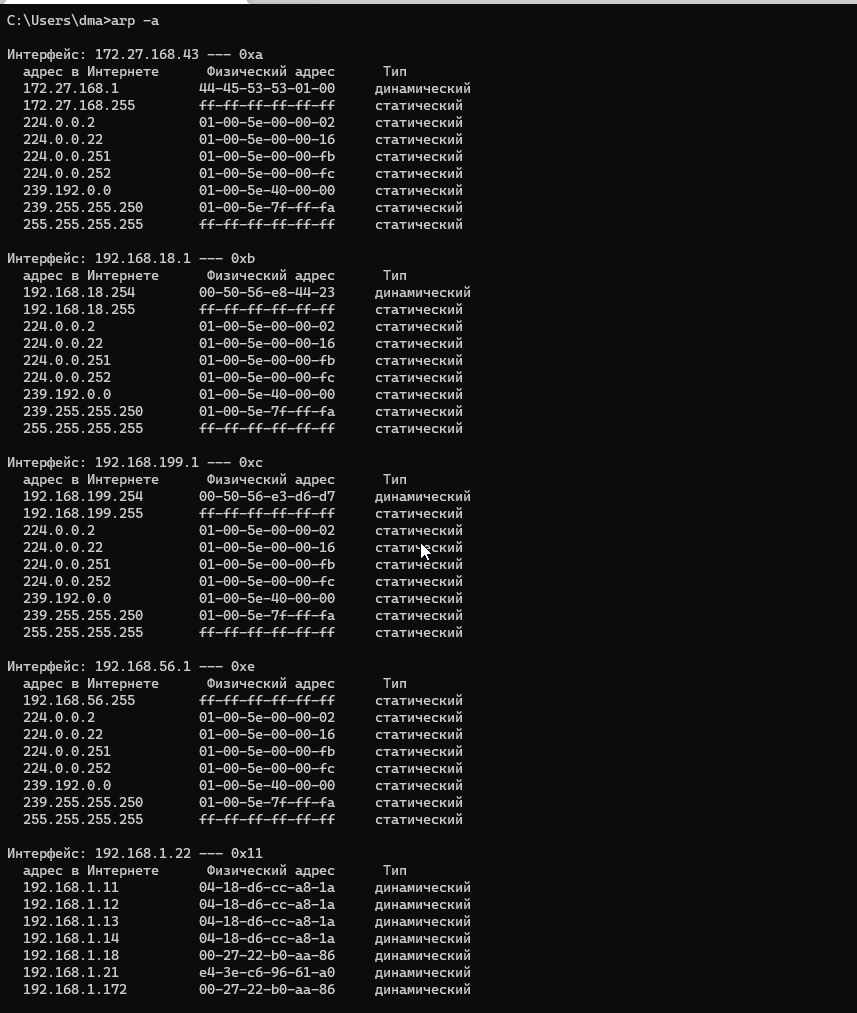 C:\Users\dma>arp -a
Интерфейс: 172.27.168.43 --- 0xa
адрес в Интернете Физический адрес Тип
172.27.168.1 44-45-53-53-01-00 динамический
172.27.168.255 ff-ff-ff-ff-ff-ff статический
224.0.0.2 01-00-5e-00-00-02 статический
224.0.0.22 01-00-5e-00-00-16 статический
224.0.0.251 01-00-5e-00-00-fb статический
224.0.0.252 01-00-5e-00-00-fc статический
239.192.0.0 01-00-5e-40-00-00 статический
239.255.255.250 01-00-5e-7f-ff-fa статический
255.255.255.255 ff-ff-ff-ff-ff-ff статический
Интерфейс: 192.168.18.1 --- 0xb
адрес в Интернете Физический адрес Тип
192.168.18.254 00-50-56-e8-44-23 динамический
192.168.18.255 ff-ff-ff-ff-ff-ff статический
224.0.0.2 01-00-5e-00-00-02 статический
224.0.0.22 01-00-5e-00-00-16 статический
224.0.0.251 01-00-5e-00-00-fb статический
224.0.0.252 01-00-5e-00-00-fc статический
239.192.0.0 01-00-5e-40-00-00 статический
239.255.255.250 01-00-5e-7f-ff-fa статический
255.255.255.255 ff-ff-ff-ff-ff-ff статический
Интерфейс: 192.168.199.1 --- 0xc
адрес в Интернете Физический адрес Тип
192.168.199.254 00-50-56-e3-d6-d7 динамический
192.168.199.255 ff-ff-ff-ff-ff-ff статический
224.0.0.2 01-00-5e-00-00-02 статический
224.0.0.22 01-00-5e-00-00-16 статический
224.0.0.251 01-00-5e-00-00-fb статический
224.0.0.252 01-00-5e-00-00-fc статический
239.192.0.0 01-00-5e-40-00-00 статический
239.255.255.250 01-00-5e-7f-ff-fa статический
255.255.255.255 ff-ff-ff-ff-ff-ff статический
Интерфейс: 192.168.56.1 --- 0xe
адрес в Интернете Физический адрес Тип
192.168.56.255 ff-ff-ff-ff-ff-ff статический
224.0.0.2 01-00-5e-00-00-02 статический
224.0.0.22 01-00-5e-00-00-16 статический
224.0.0.251 01-00-5e-00-00-fb статический
224.0.0.252 01-00-5e-00-00-fc статический
239.192.0.0 01-00-5e-40-00-00 статический
239.255.255.250 01-00-5e-7f-ff-fa статический
255.255.255.255 ff-ff-ff-ff-ff-ff статический
Интерфейс: 192.168.1.22 --- 0x11
адрес в Интернете Физический адрес Тип
192.168.1.11 04-18-d6-cc-a8-1a динамический
192.168.1.12 04-18-d6-cc-a8-1a динамический
192.168.1.13 04-18-d6-cc-a8-1a динамический
192.168.1.14 04-18-d6-cc-a8-1a динамический
192.168.1.18 00-27-22-b0-aa-86 динамический
192.168.1.21 e4-3e-c6-96-61-a0 динамический
192.168.1.172 00-27-22-b0-aa-86 динамический